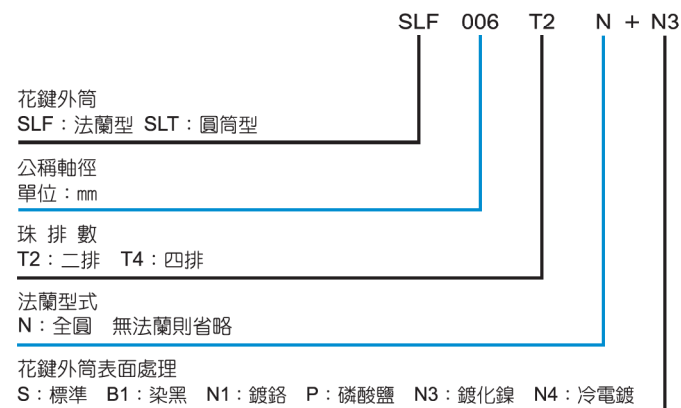 SLF 006 T2 N + N3
花鍵外筒
SLF：法蘭型 SLT：圓筒型
公稱軸徑
單位：mm
珠 排 數
T2：二排 T4：四排
法蘭型式
N：全圓 無法蘭則省略
花鍵外筒表面處理
S：標準 B1：染黑 N1：鍍鉻 P：磷酸鹽 N3：鍍化鎳 N4：冷電鍍